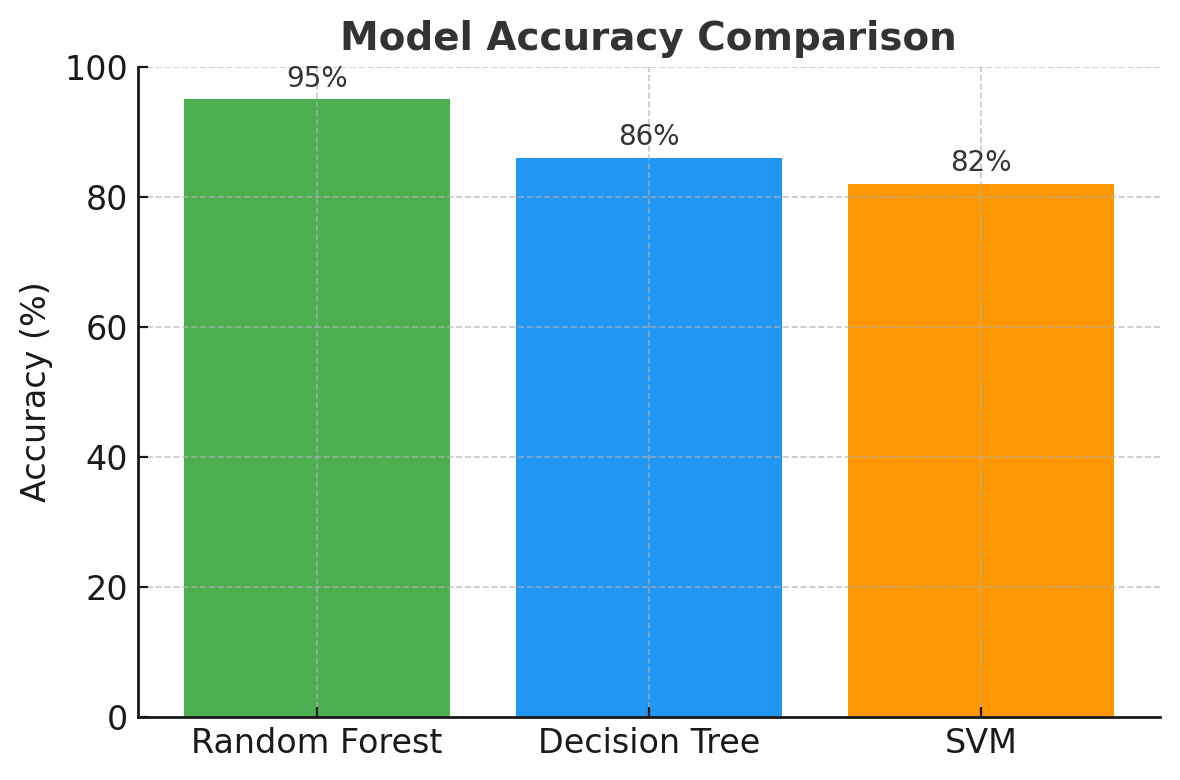 Model Accuracy Comparison
100
80
60
40
20
0
Accuracy (%)
95%
86%
82%
Random Forest
Decision Tree
SVM